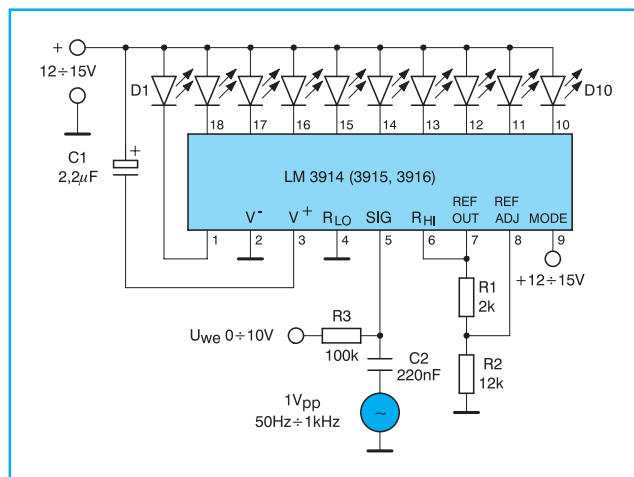 +
12÷15V
D1
D10
18 17 16 15 14 13 12 11 10
C1
2,2µF
+
LM 3914 (3915, 3916)
V- V+ RLO SIG RHI REF OUT REF ADJ MODE
1 2 3 4 5 6 7 8 9
+12÷15V
R1
2k
R3
Uwe 0÷10V
100k
C2
220nF
R2
12k
1Vpp
50Hz÷1kHz
~